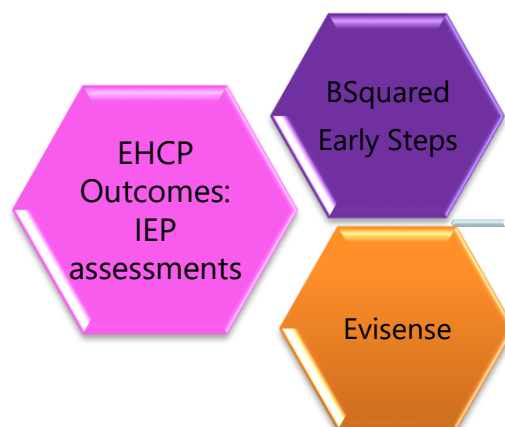 EHCP
Outcomes:
IEP
assessments
BSquared
Early Steps
Evisense